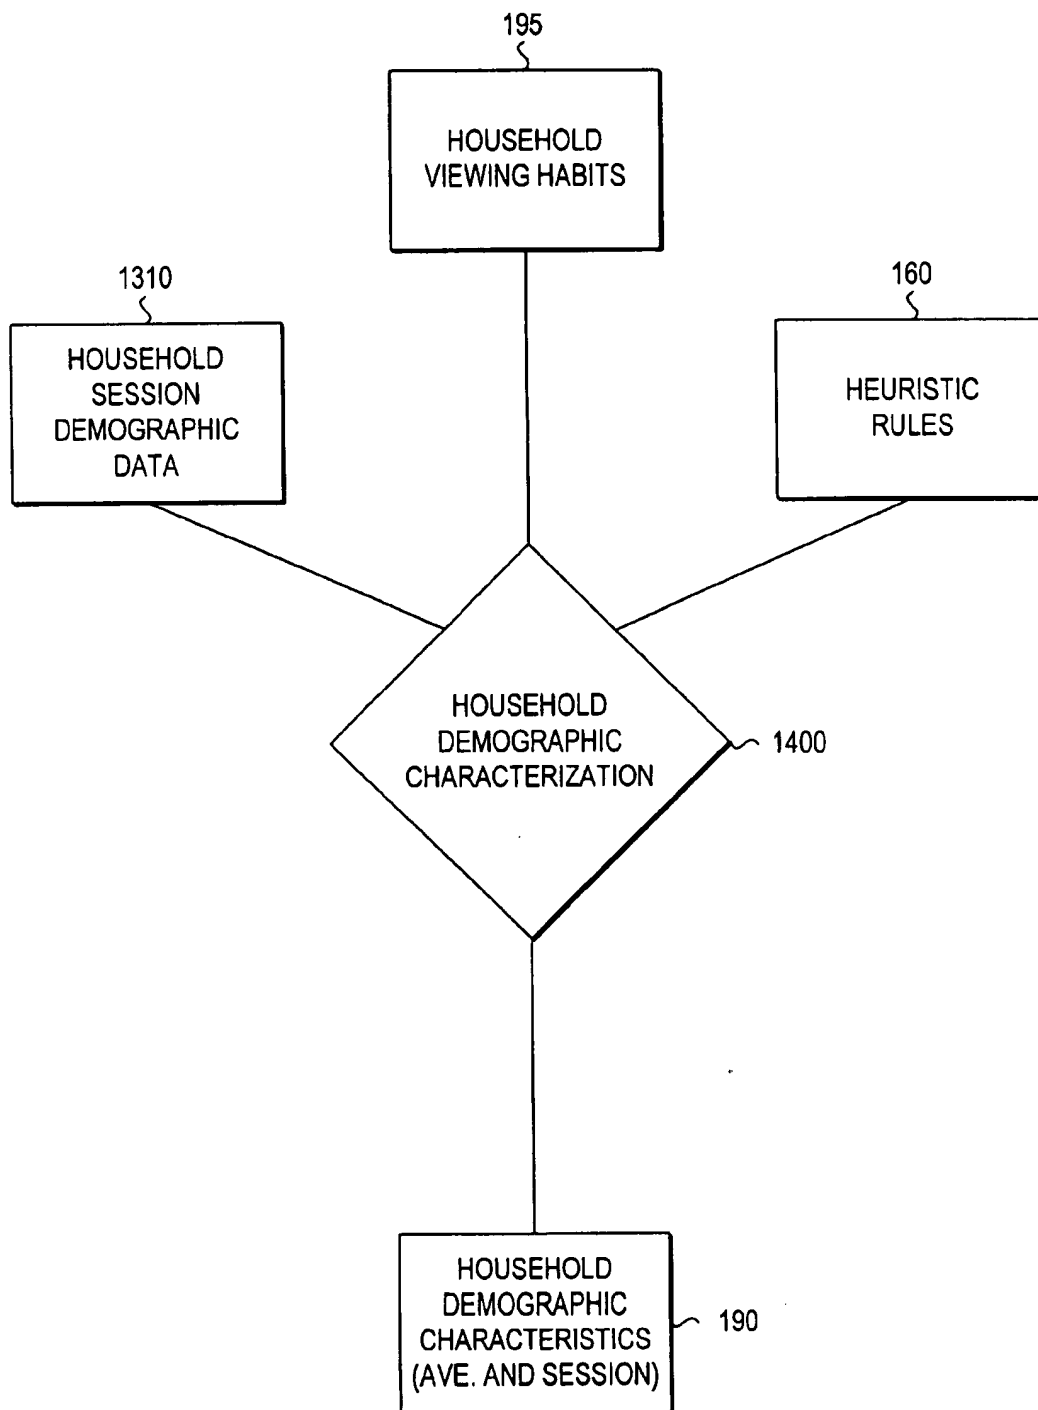 195
HOUSEHOLD
VIEWING HABITS
1310
HOUSEHOLD
SESSION
DEMOGRAPHIC
DATA
160
HEURISTIC
RULES
HOUSEHOLD
DEMOGRAPHIC
CHARACTERIZATION
1400
HOUSEHOLD
DEMOGRAPHIC
CHARACTERISTICS
(AVE. AND SESSION)
190